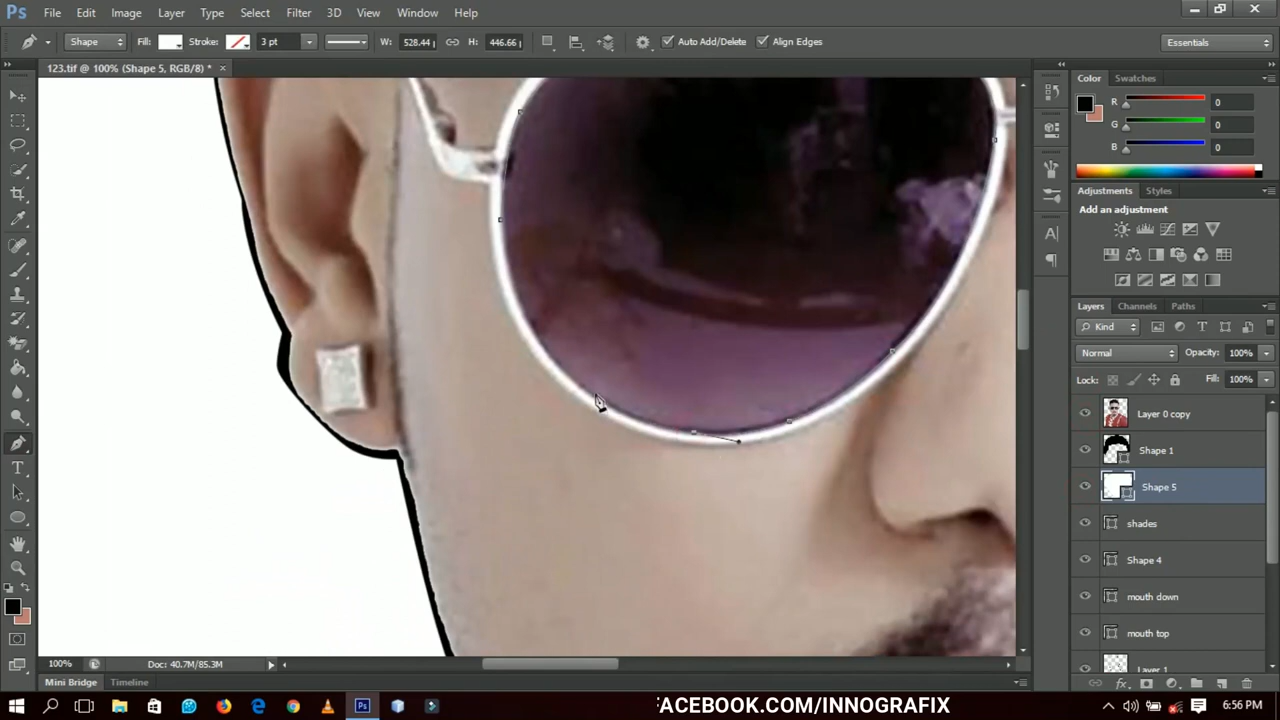 Ps File Edit Image Layer Type Select Filter 3D View Window Help
Shape Fill: Stroke: 3 pt W: 528.44 H: 446.66 Auto Add/Delete Align Edges Essentials
123.tif @ 100% (Shape 5, RGB/8) * ×
Color Swatches
R 0
G 0
B 0
Adjustments Styles
Add an adjustment
Layers Channels Paths
Kind
Normal Opacity: 100%
Lock: Fill: 100%
Layer 0 copy
Shape 1
Shape 5
shades
Shape 4
mouth down
mouth top
Layer 1
100% Doc: 40.7M/85.3M
Mini Bridge Timeline
Ps ACEBOOK.COM/INNOGRAFIX 6:56 PM